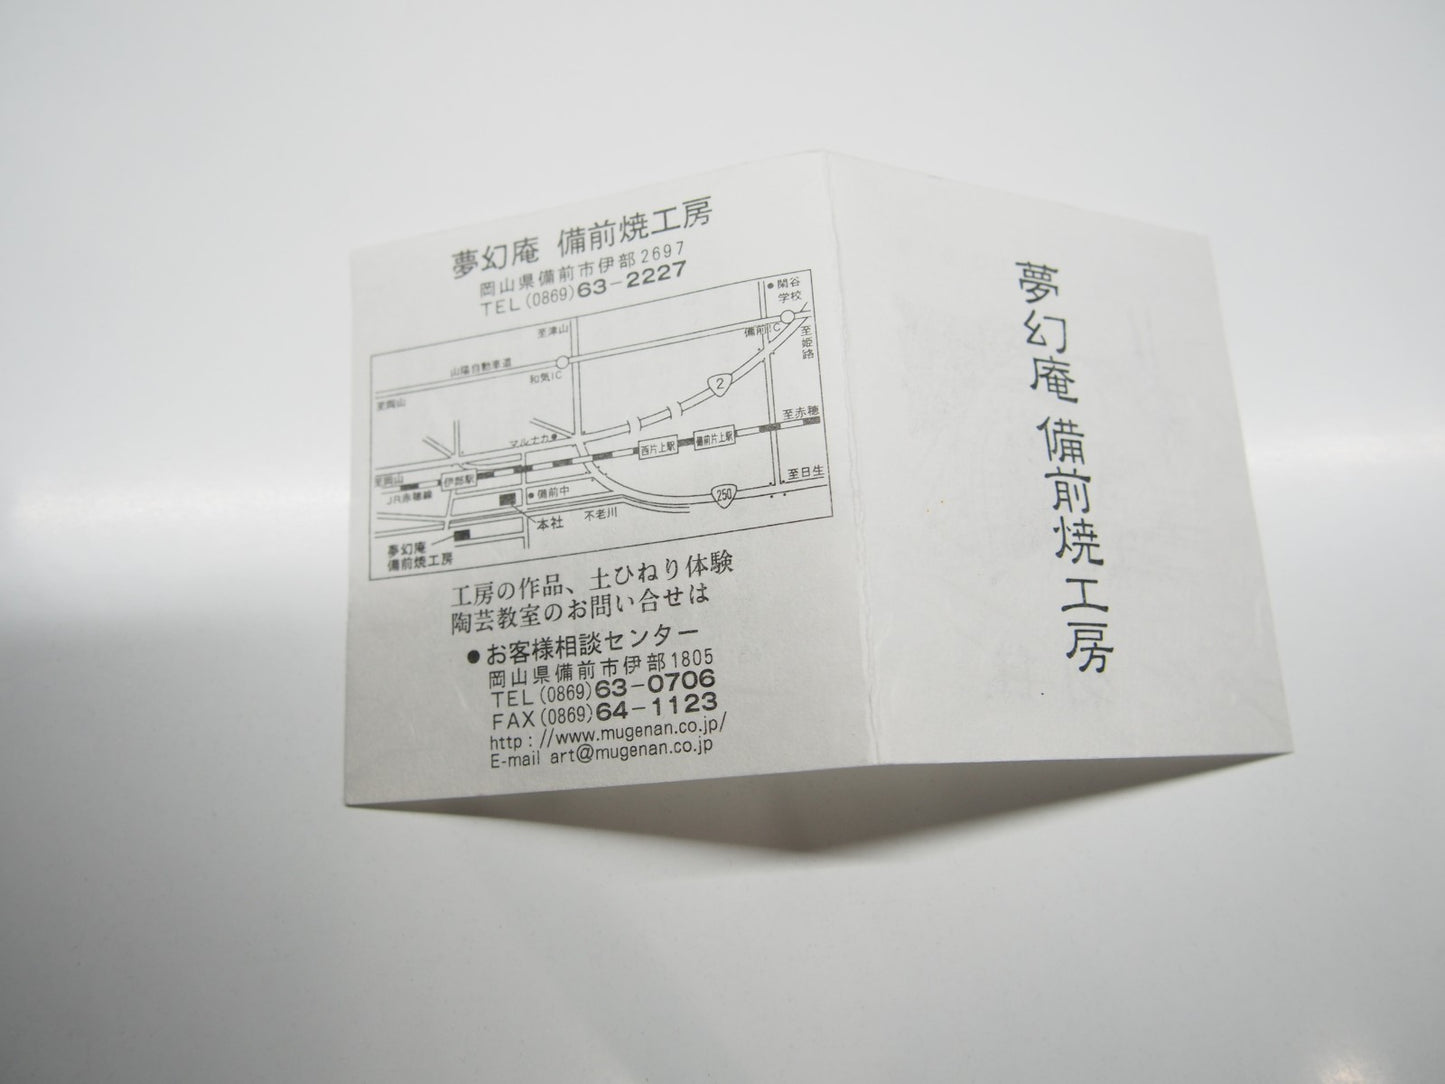 夢幻庵 備前焼工房
岡山県備前市伊部2697
TEL(0869)63-2227
●閑谷
学校
至津山
備前IC
至姫路
山陽自動車道
和気IC
至岡山
2
マルナカ●
至赤穂
西片上駅
備前片上駅
至岡山
伊部駅
JR赤穂線
●備前中
250
至日生
本社
不老川
夢幻庵
備前焼工房
工房の作品、土ひねり体験
陶芸教室のお問い合せは
●お客様相談センター
岡山県備前市伊部1805
TEL(0869)63-0706
FAX(0869)64-1123
http://www.mugenan.co.jp/
E-mail art@mugenan.co.jp
夢幻庵 備前焼工房